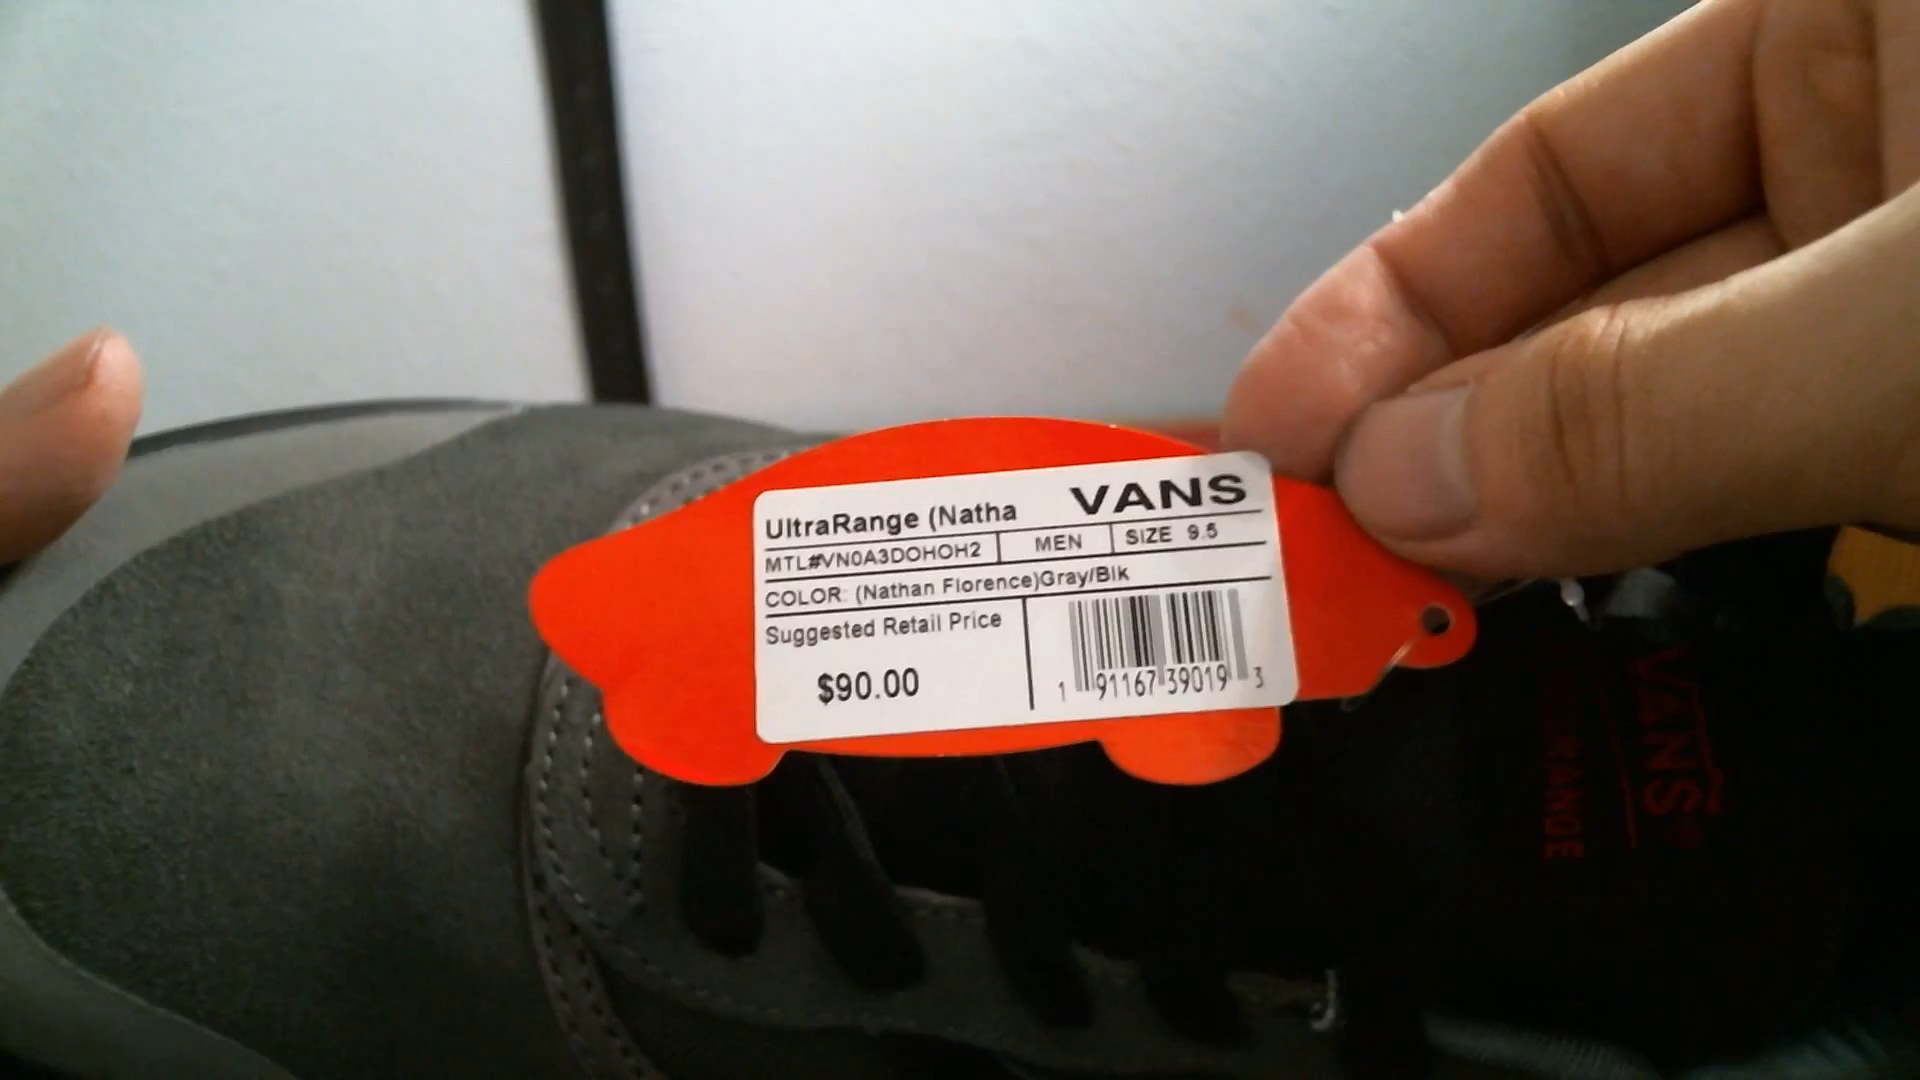 UltraRange (Natha VANS
MTL#VN0A3DOHOH2 MEN SIZE 9.5
COLOR: (Nathan Florence)Gray/Blk
Suggested Retail Price
$90.00
1 91167 39019 3
VANS
RANGE